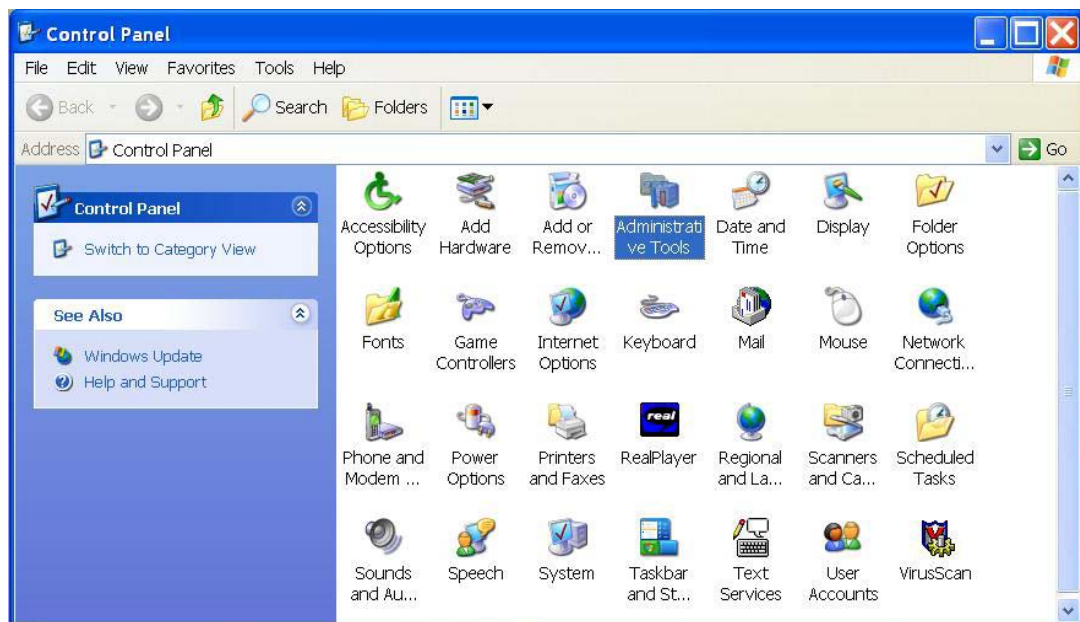 Control Panel
File Edit View Favorites Tools Help
Back Search Folders
Address Control Panel Go
Control Panel
Switch to Category View
See Also
Windows Update
Help and Support
Accessibility Add Add or Administrati Date and Display Folder
Options Hardware Remov... ve Tools Time Options
Fonts Game Internet Keyboard Mail Mouse Network
Controllers Options Connecti...
Phone and Power Printers real RealPlayer Regional Scanners Scheduled
Modem ... Options and Faxes and La... and Ca... Tasks
Sounds Speech System Taskbar Text User VirusScan
and Au... and St... Services Accounts